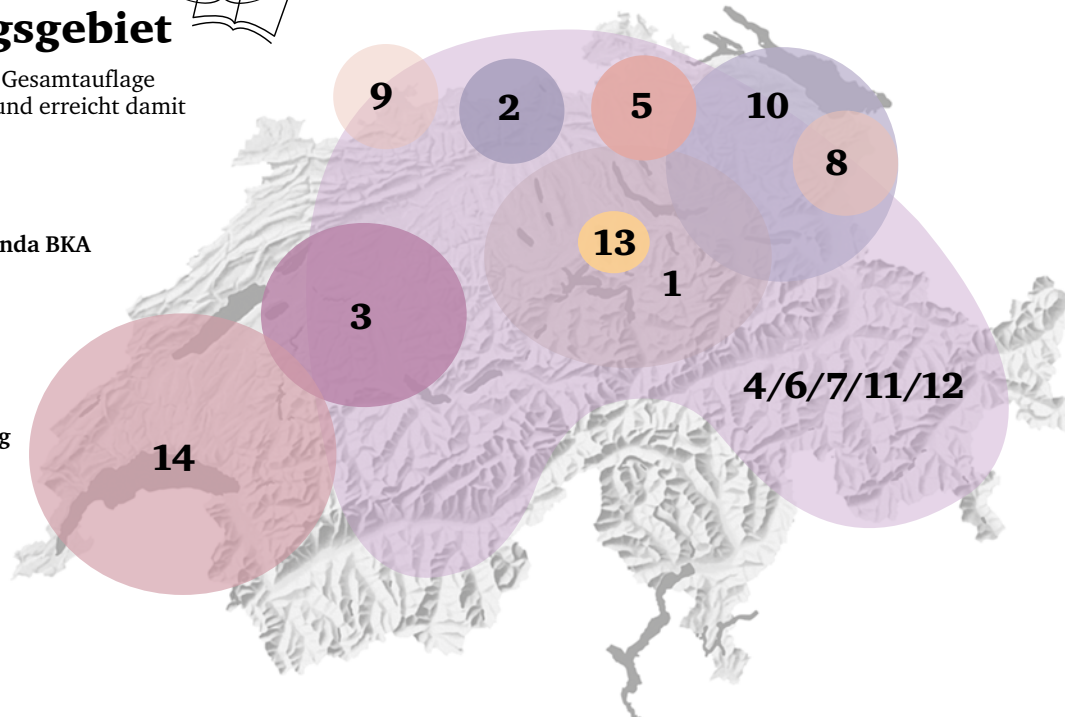 gsgebiet
Gesamtauflage
und erreicht damit
nda BKA
g
9
2
5
10
8
13
1
3
4/6/7/11/12
14